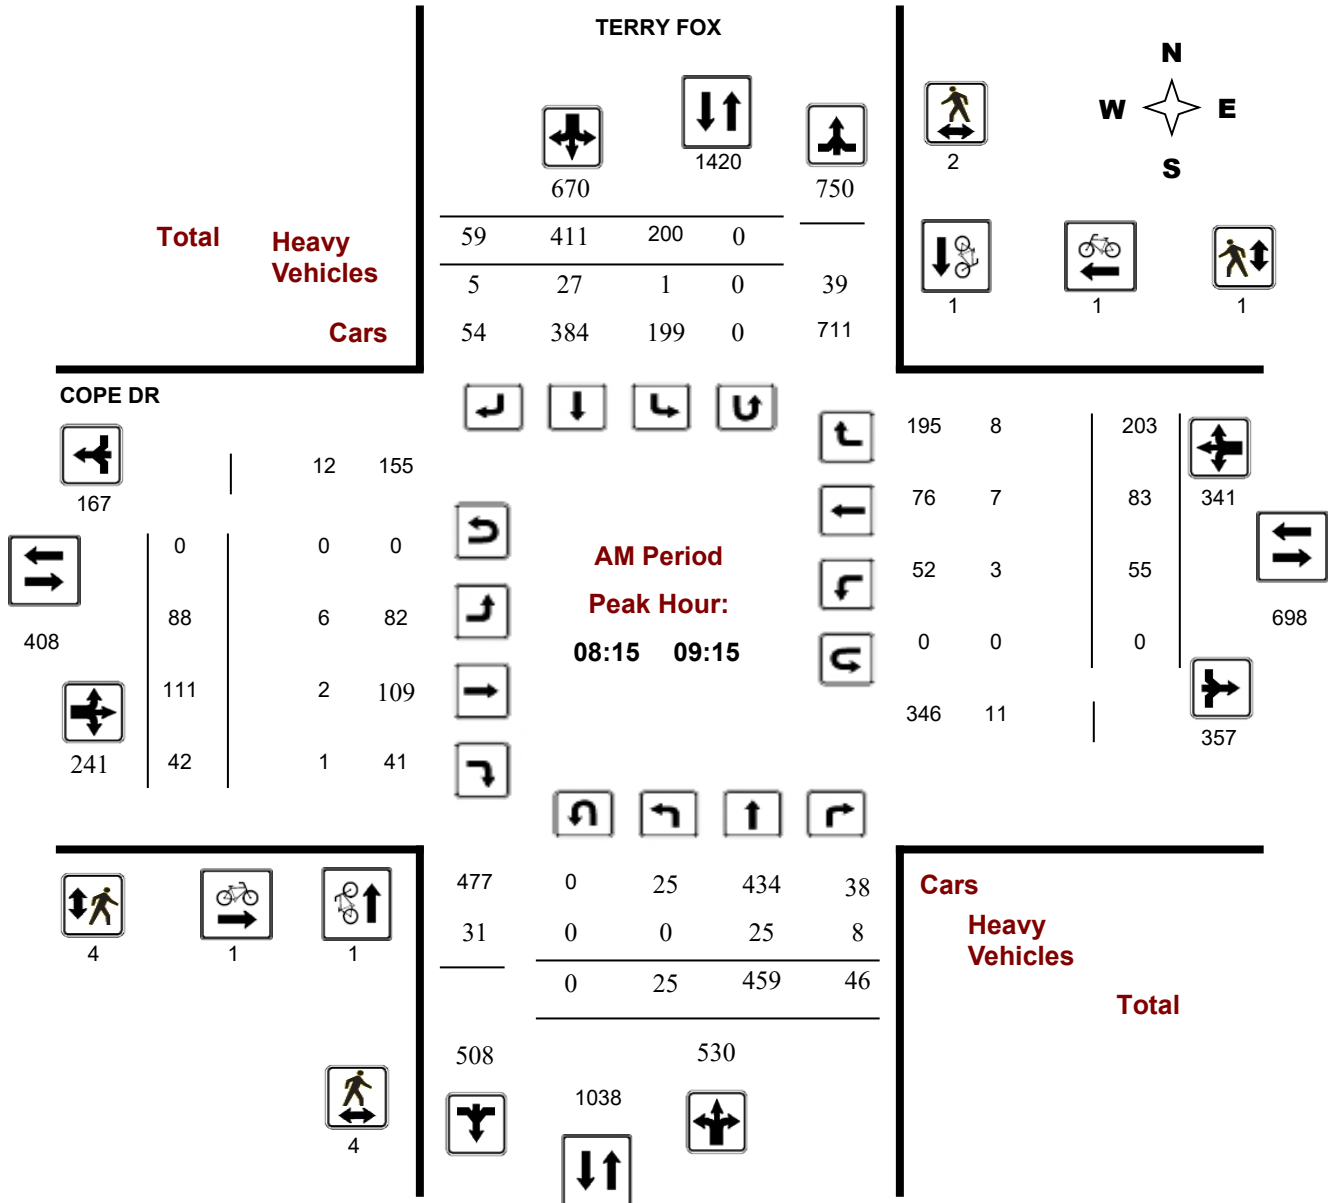 TERRY FOX
N
W E
S
1420
2
670
750
Total Heavy Vehicles
59 411 200 0
5 27 1 0 39
1 1 1
Cars 54 384 199 0 711
COPE DR
195 8 203
12 155
167
76 7 83 341
0 0 0
AM Period
52 3 55
Peak Hour:
88 6 82
698
408
0 0 0
08:15 09:15
111 2 109
346 11
357
241 42 1 41
477 0 25 434 38 Cars
31 0 0 25 8 Heavy Vehicles
4 1 1
0 25 459 46
Total
508 530
1038
4